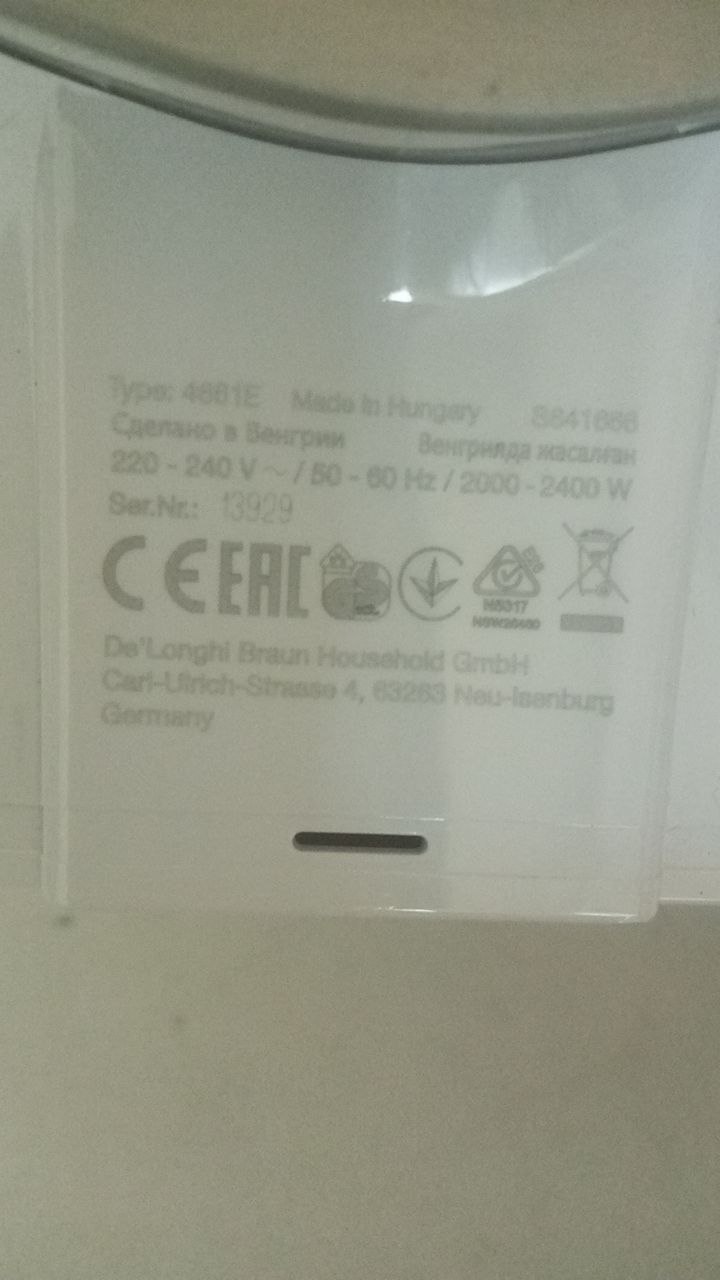 Type: 4661E Made in Hungary
Сделано в Венгрии Венгрияда жасалған
220 - 240 V ~ / 50 - 60 Hz / 2000 - 2400 W
Ser.Nr.: 13929
CE EAC
De'Longhi Braun Household GmbH
Carl-Ulrich-Strasse 4, 63263 Neu-Isenburg
Germany